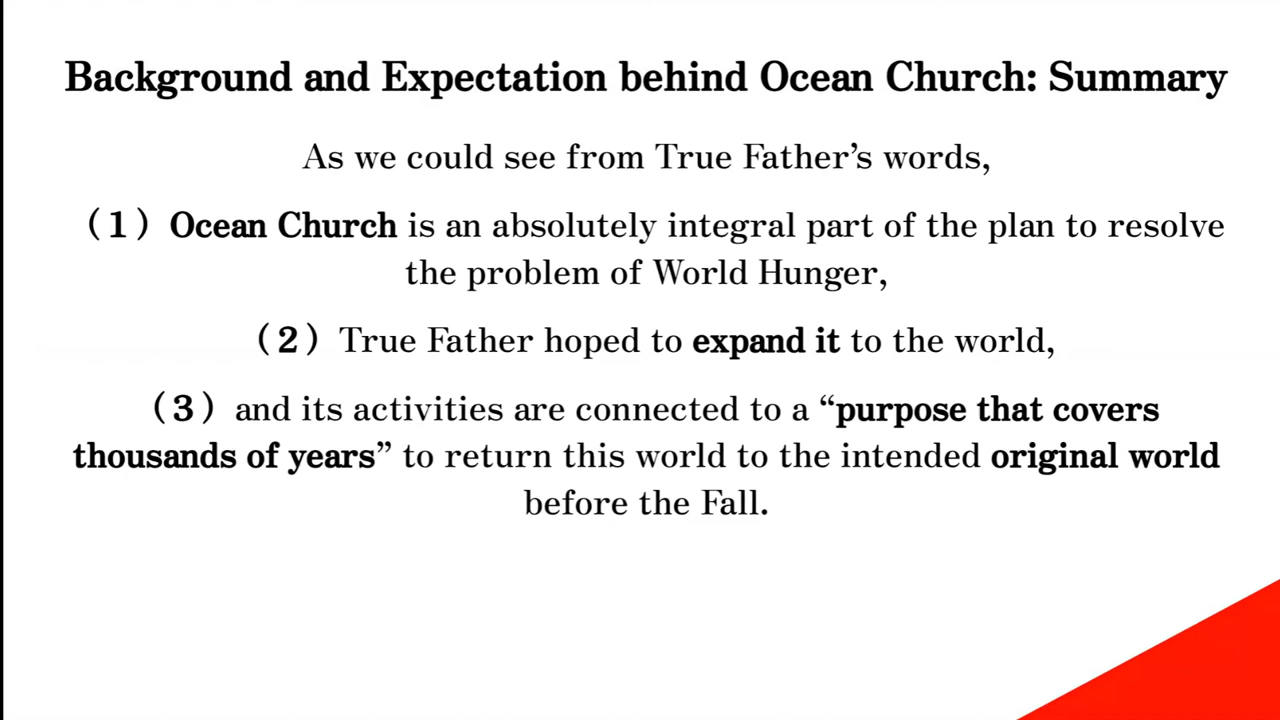 Background and Expectation behind Ocean Church: Summary
As we could see from True Father’s words,
（1）Ocean Church is an absolutely integral part of the plan to resolve
the problem of World Hunger,
（2）True Father hoped to expand it to the world,
（3）and its activities are connected to a “purpose that covers
thousands of years” to return this world to the intended original world
before the Fall.